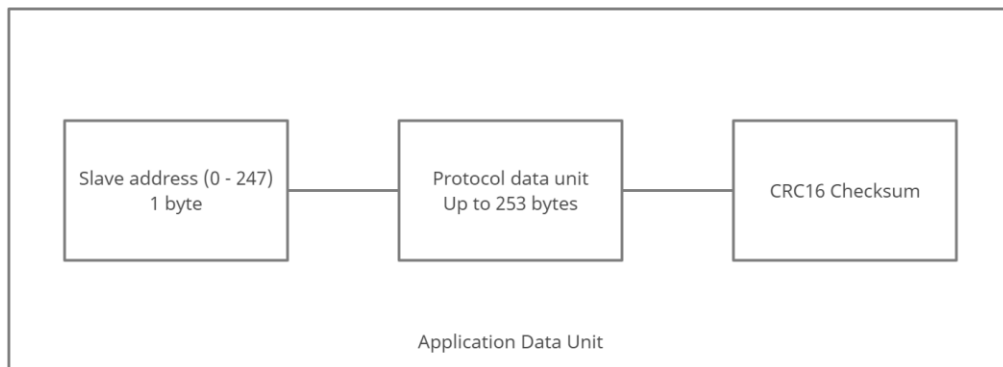 Slave address (0 - 247)
1 byte
Protocol data unit
Up to 253 bytes
CRC16 Checksum
Application Data Unit